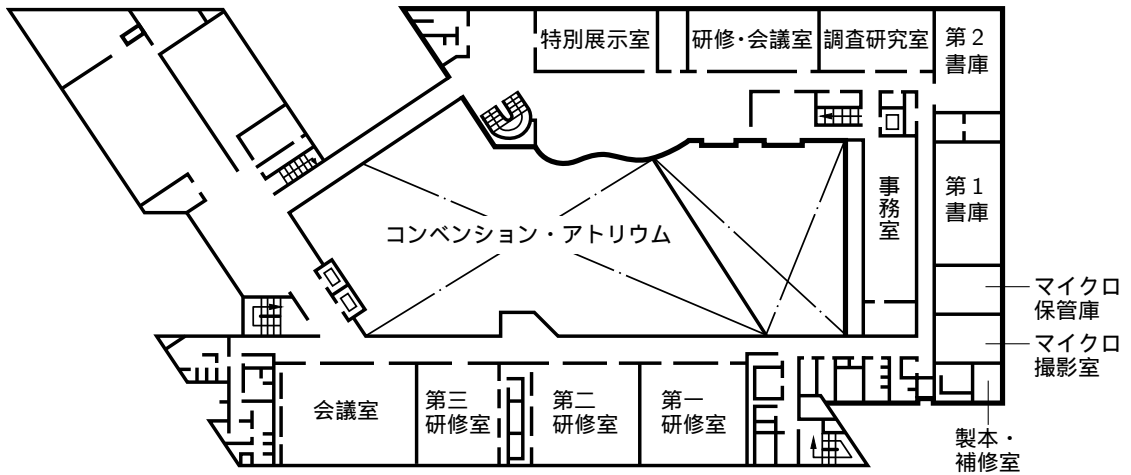 特別展示室
研修・会議室
調査研究室
第2
書庫
コンベンション・アトリウム
事務室
第1
書庫
マイクロ
保管庫
マイクロ
撮影室
会議室
第三
研修室
第二
研修室
第一
研修室
製本・
補修室